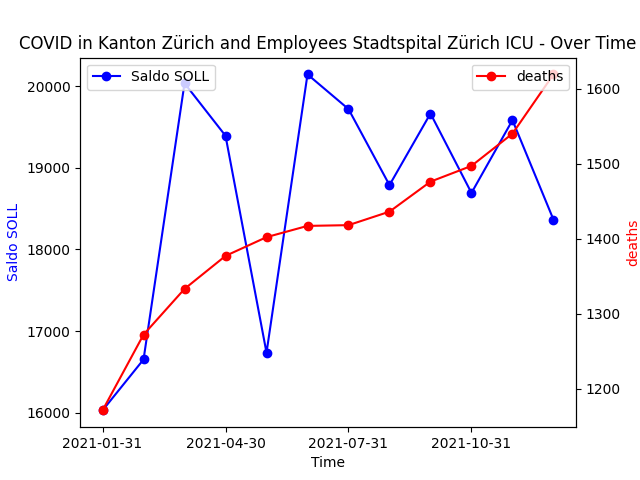 COVID in Kanton Zürich and Employees Stadtspital Zürich ICU - Over Time
Saldo SOLL
deaths
20000
19000
18000
17000
16000
Saldo SOLL
1600
1500
1400
1300
1200
deaths
2021-01-31
2021-04-30
2021-07-31
2021-10-31
Time